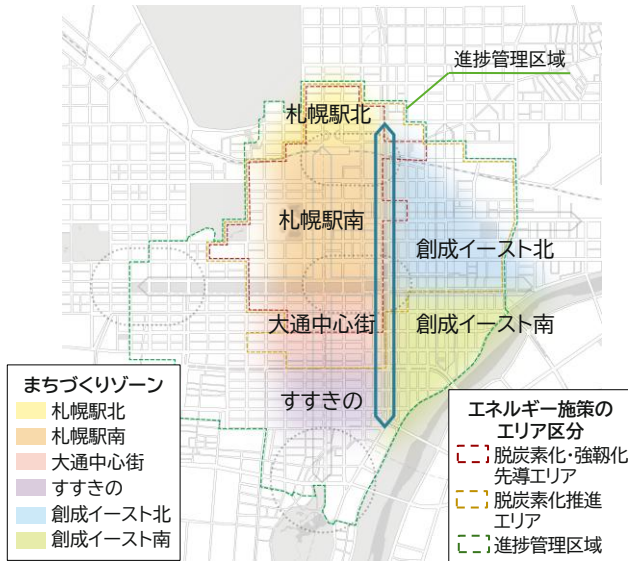 進捗管理区域
札幌駅北
札幌駅南
創成イースト北
大通中心街
創成イースト南
すすきの
まちづくりゾーン
札幌駅北
札幌駅南
大通中心街
すすきの
創成イースト北
創成イースト南
エネルギー施策の
エリア区分
脱炭素化・強靱化
先導エリア
脱炭素化推進
エリア
進捗管理区域